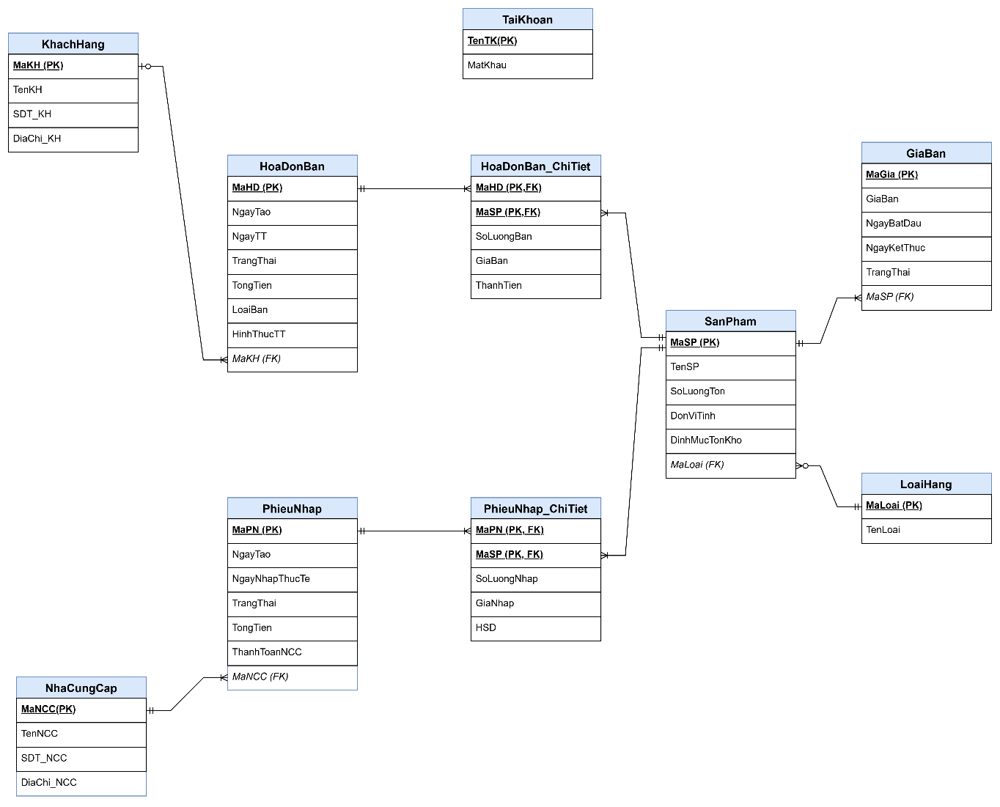 TaiKhoan
TenTK(PK)
MatKhau
KhachHang
MaKH (PK)
TenKH
SDT_KH
DiaChi_KH
HoaDonBan
MaHD (PK)
NgayTao
NgayTT
TrangThai
TongTien
LoaiBan
HinhThucTT
MaKH (FK)
HoaDonBan_ChiTiet
MaHD (PK,FK)
MaSP (PK,FK)
SoLuongBan
GiaBan
ThanhTien
GiaBan
MaGia (PK)
GiaBan
NgayBatDau
NgayKetThuc
TrangThai
MaSP (FK)
SanPham
MaSP (PK)
TenSP
SoLuongTon
DonViTinh
DinhMucTonKho
MaLoai (FK)
LoaiHang
MaLoai (PK)
TenLoai
PhieuNhap
MaPN (PK)
NgayTao
NgayNhapThucTe
TrangThai
TongTien
ThanhToanNCC
MaNCC (FK)
PhieuNhap_ChiTiet
MaPN (PK, FK)
MaSP (PK, FK)
SoLuongNhap
GiaNhap
HSD
NhaCungCap
MaNCC(PK)
TenNCC
SDT_NCC
DiaChi_NCC